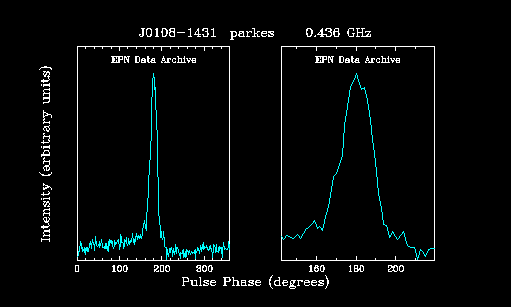 J0108-1431 parkes 0.436 GHz
EPN Data Archive EPN Data Archive
Intensity (arbitrary units)
0 100 200 300 160 180 200
Pulse Phase (degrees)